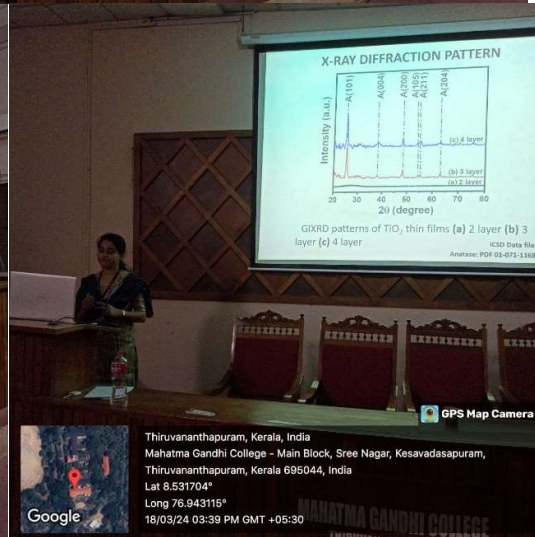 X-RAY DIFFRACTION PATTERN
A(101)
A(004)
A(200)
A(105)
A(211)
A(204)
Intensity (a.u.)
(c) 4 layer
(b) 3 layer
(a) 2 layer
20 30 40 50 60 70 80
2θ (degree)
GIXRD patterns of TiO₂ thin films (a) 2 layer (b) 3
layer (c) 4 layer
ICSD Data file
Anatase: PDF 01-071-1168
GPS Map Camera
Thiruvananthapuram, Kerala, India
Mahatma Gandhi College - Main Block, Sree Nagar, Kesavadasapuram,
Thiruvananthapuram, Kerala 695044, India
Lat 8.531704°
Long 76.943115°
18/03/24 03:39 PM GMT +05:30
Google
MAHATMA GANDHI COLLEGE